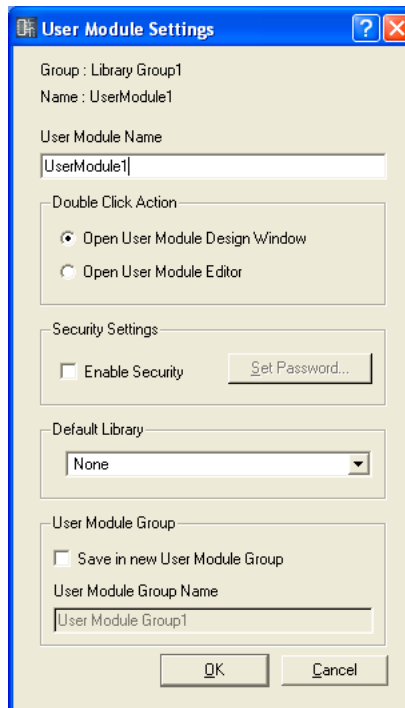 User Module Settings
Group : Library Group1
Name : UserModule1
User Module Name
UserModule1
Double Click Action
Open User Module Design Window
Open User Module Editor
Security Settings
Enable Security
Set Password...
Default Library
None
User Module Group
Save in new User Module Group
User Module Group Name
User Module Group1
OK
Cancel